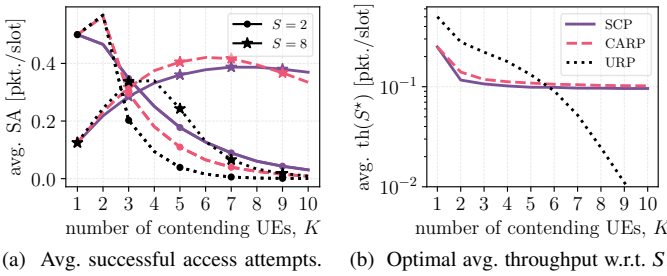 avg. SA [pkt./slot]
0.4
0.2
0.0
S = 2
S = 8
1 2 3 4 5 6 7 8 9 10
number of contending UEs, K
(a) Avg. successful access attempts.
avg. th(S*) [pkt./slot]
10⁻¹
10⁻²
SCP
CARP
URP
1 2 3 4 5 6 7 8 9 10
number of contending UEs, K
(b) Optimal avg. throughput w.r.t. S